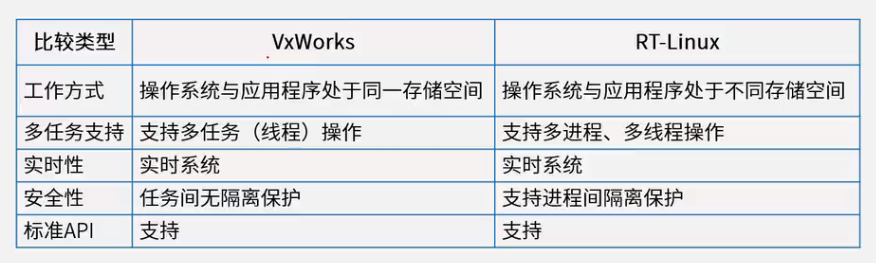 比较类型 VxWorks RT-Linux
工作方式 操作系统与应用程序处于同一存储空间 操作系统与应用程序处于不同存储空间
多任务支持 支持多任务（线程）操作 支持多进程、多线程操作
实时性 实时系统 实时系统
安全性 任务间无隔离保护 支持进程间隔离保护
标准API 支持 支持